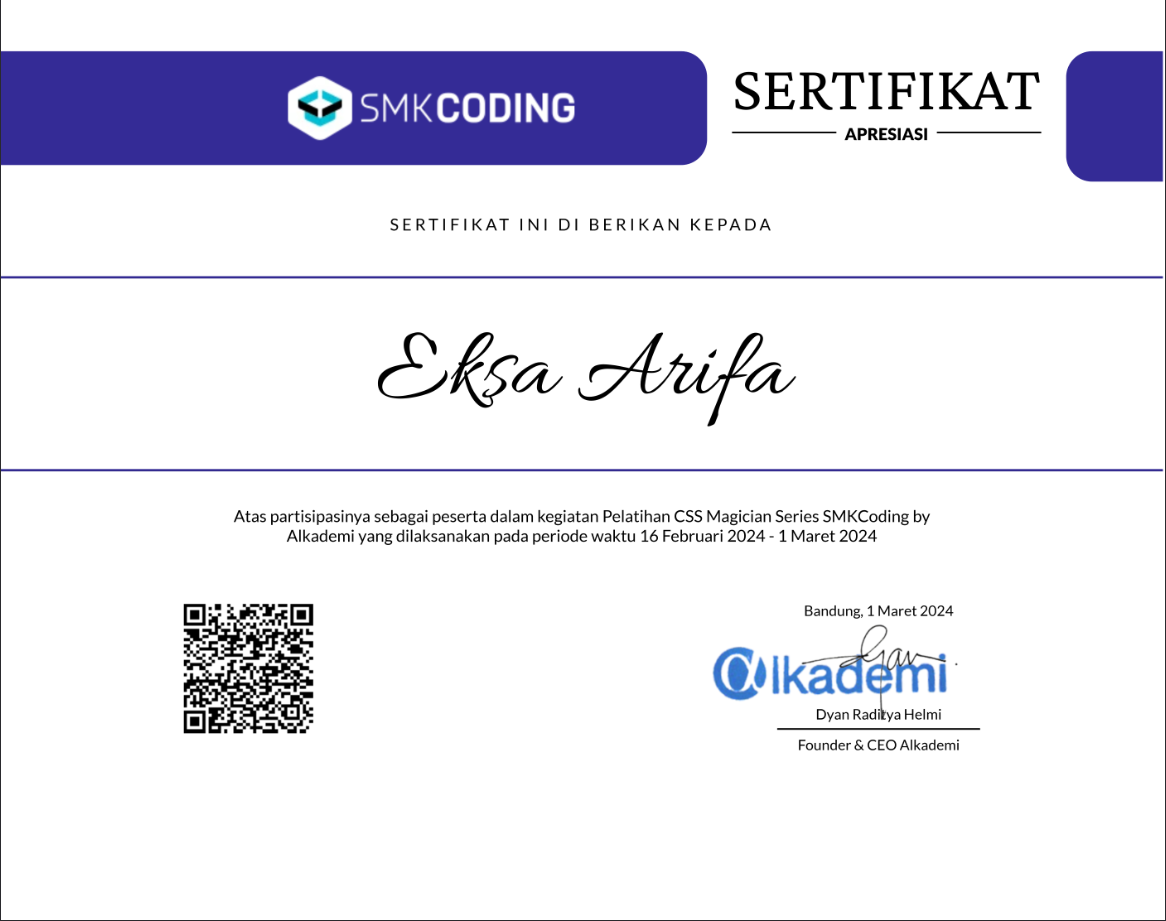 SMKCODING
SERTIFIKAT
APRESIASI
SERTIFIKAT INI DI BERIKAN KEPADA
Eksa Arifa
Atas partisipasinya sebagai peserta dalam kegiatan Pelatihan CSS Magician Series SMKCoding by
Alkademi yang dilaksanakan pada periode waktu 16 Februari 2024 - 1 Maret 2024
Bandung, 1 Maret 2024
alkademi
Dyan Raditya Helmi
Founder & CEO Alkademi